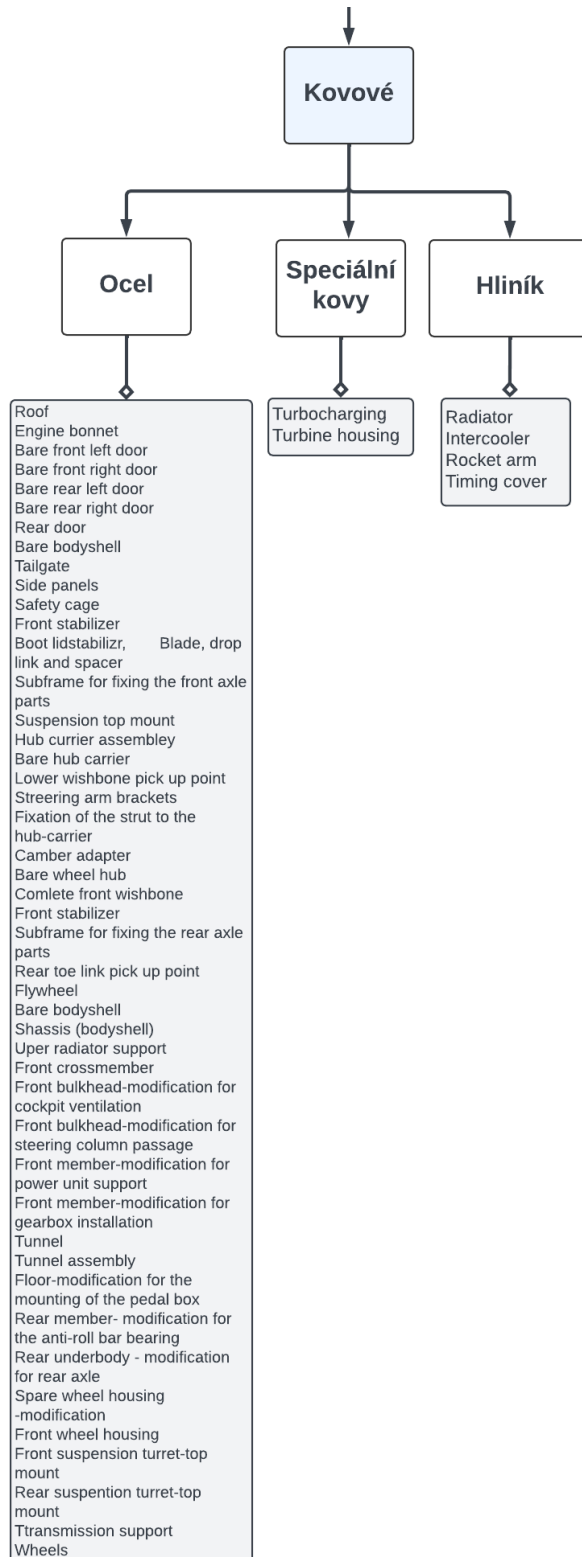 Kovové
Ocel
Speciální
kovy
Hliník
Roof
Engine bonnet
Bare front left door
Bare front right door
Bare rear left door
Bare rear right door
Rear door
Bare bodyshell
Tailgate
Side panels
Safety cage
Front stabilizer
Boot lidstabilizr, Blade, drop
link and spacer
Subframe for fixing the front axle
parts
Suspension top mount
Hub currier assembley
Bare hub carrier
Lower wishbone pick up point
Streering arm brackets
Fixation of the strut to the
hub-carrier
Camber adapter
Bare wheel hub
Comlete front wishbone
Front stabilizer
Subframe for fixing the rear axle
parts
Rear toe link pick up point
Flywheel
Bare bodyshell
Shassis (bodyshell)
Uper radiator support
Front crossmember
Front bulkhead-modification for
cockpit ventilation
Front bulkhead-modification for
steering column passage
Front member-modification for
power unit support
Front member-modification for
gearbox installation
Tunnel
Tunnel assembly
Floor-modification for the
mounting of the pedal box
Rear member- modification for
the anti-roll bar bearing
Rear underbody - modification
for rear axle
Spare wheel housing
-modification
Front wheel housing
Front suspension turret-top
mount
Rear suspention turret-top
mount
Ttransmission support
Wheels
Turbocharging
Turbine housing
Radiator
Intercooler
Rocket arm
Timing cover